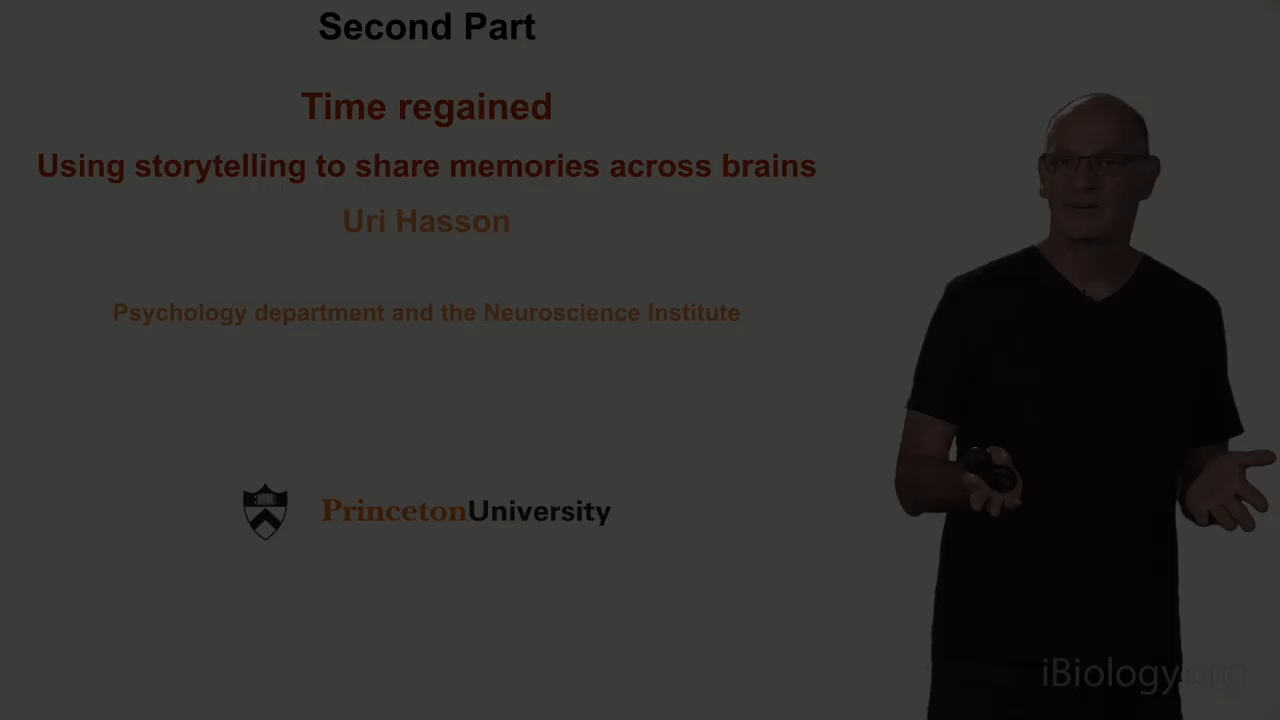 Second Part
Time regained
Using storytelling to share memories across brains
Uri Hasson
Psychology department and the Neuroscience Institute
PrincetonUniversity
iBiology.org